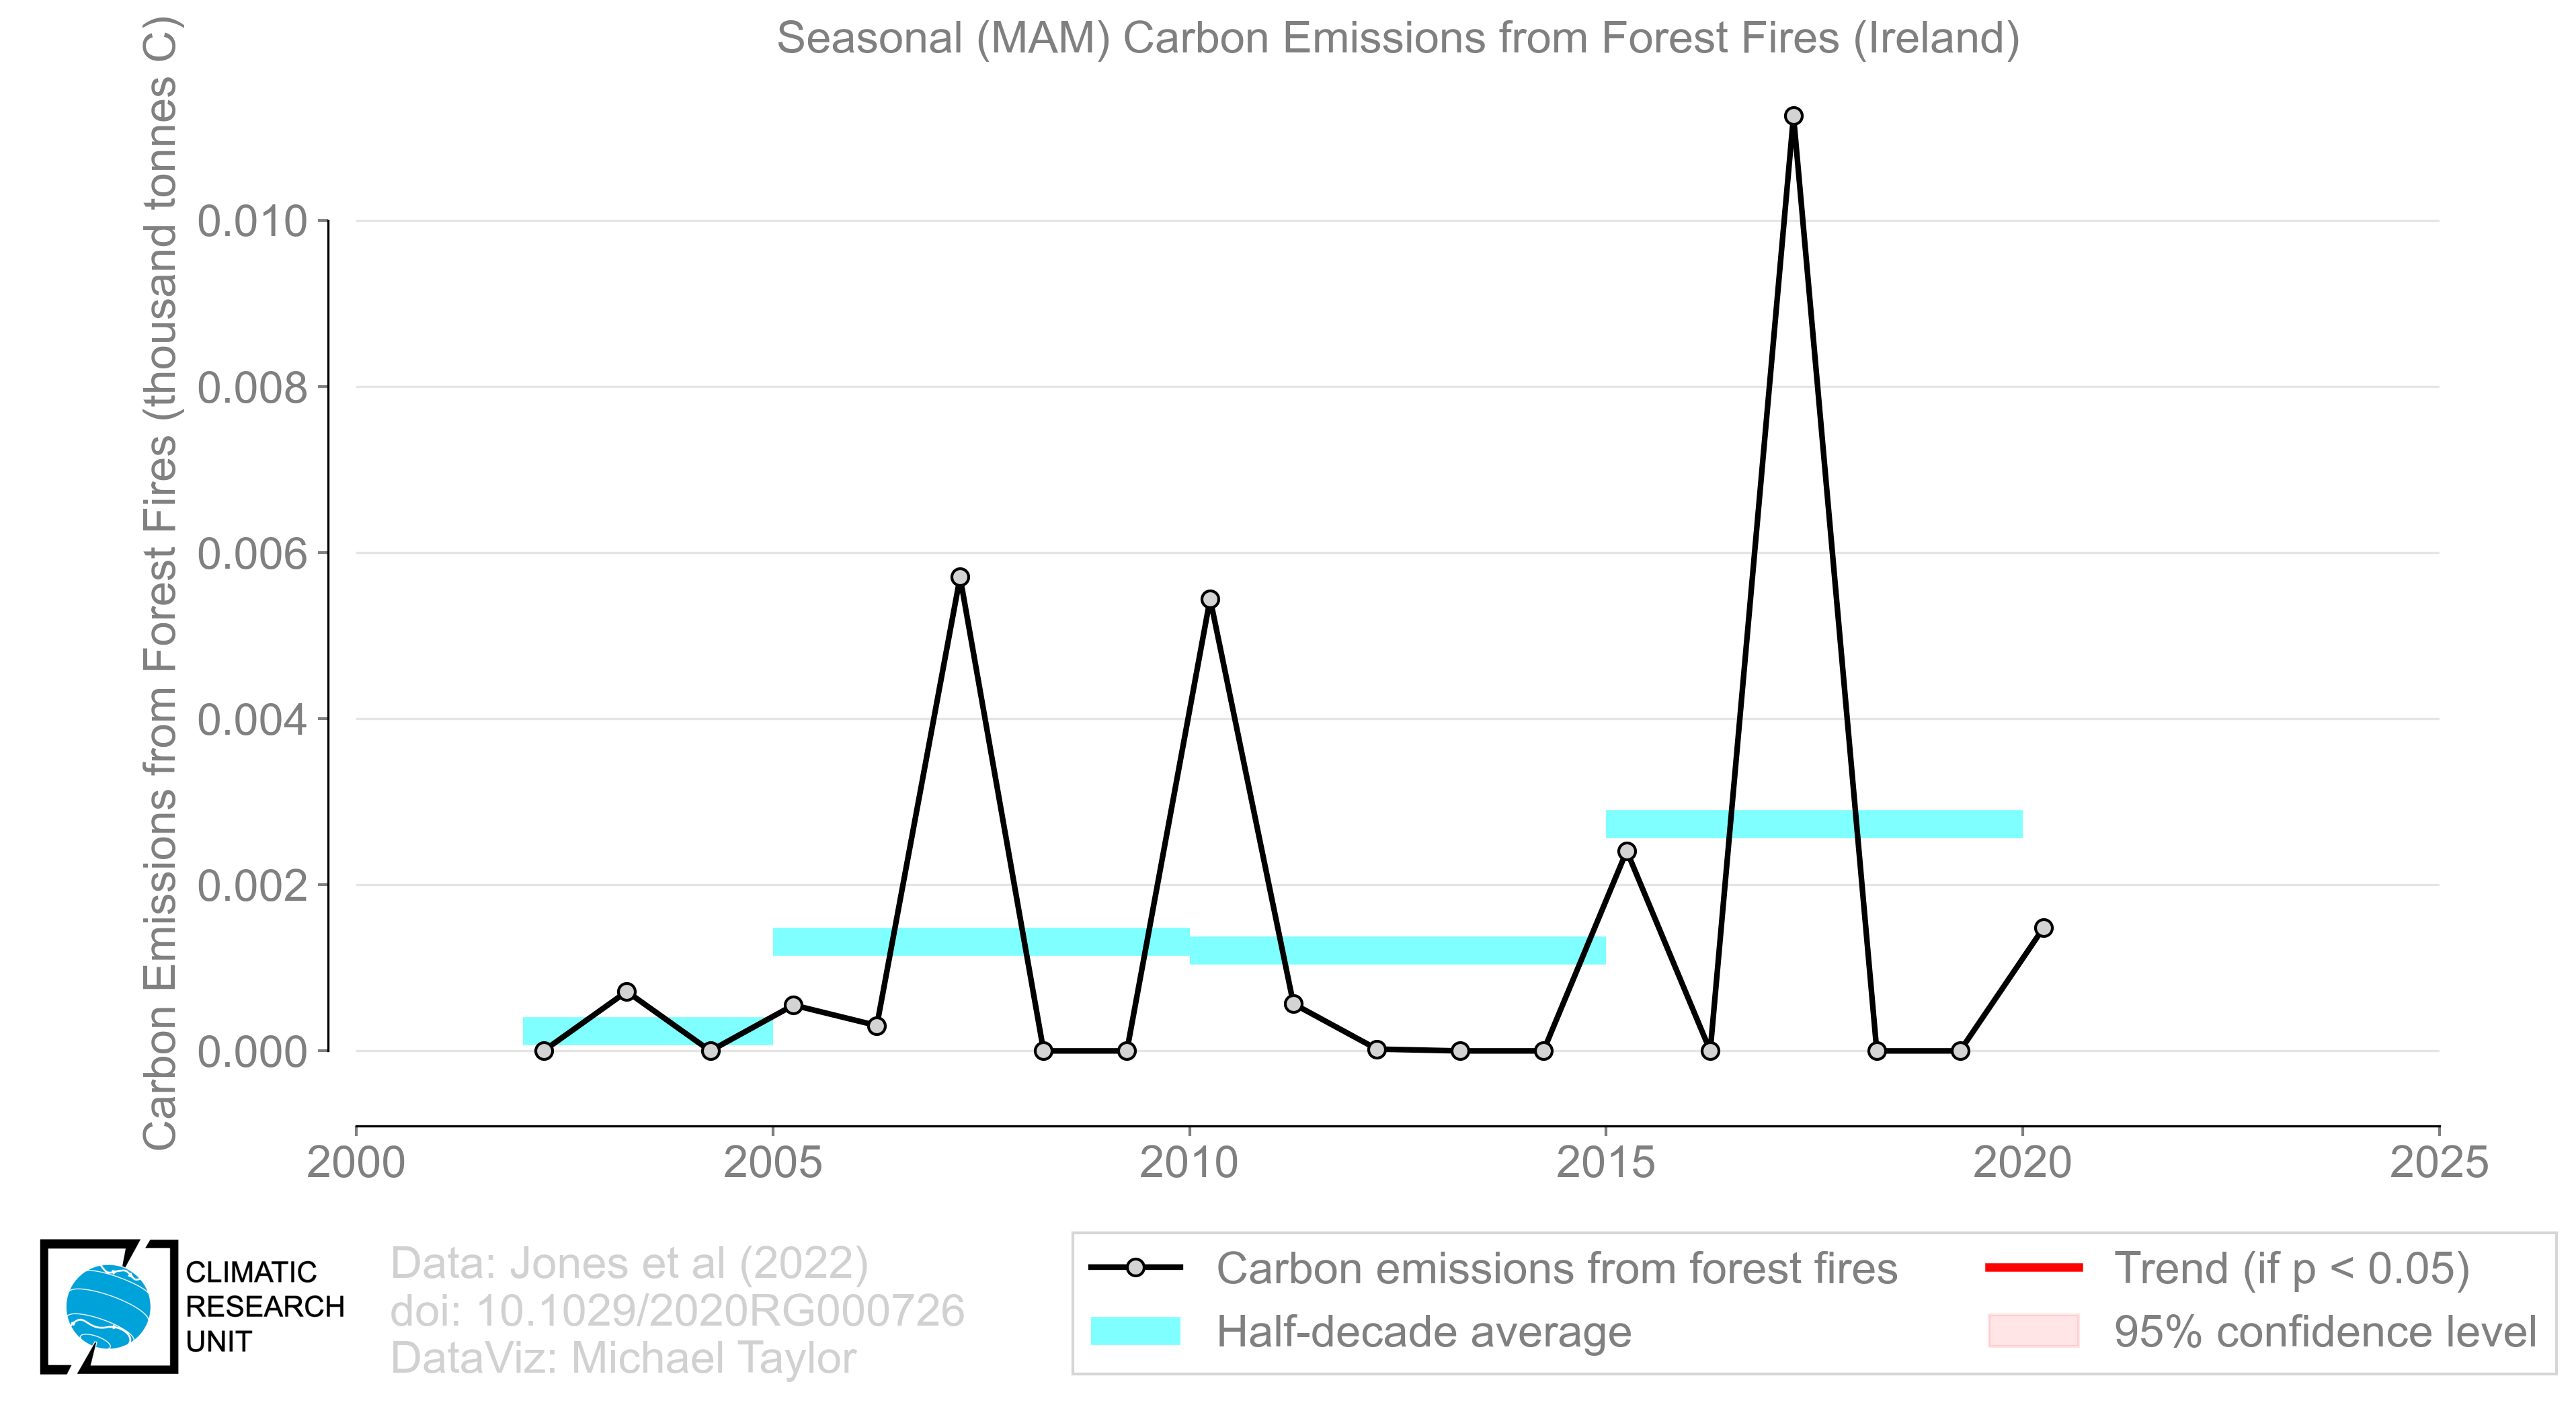 Seasonal (MAM) Carbon Emissions from Forest Fires (Ireland)
Carbon Emissions from Forest Fires (thousand tonnes C)
0.010
0.008
0.006
0.004
0.002
0.000
2000 2005 2010 2015 2020 2025
CLIMATIC
RESEARCH
UNIT
Data: Jones et al (2022)
doi: 10.1029/2020RG000726
DataViz: Michael Taylor
Carbon emissions from forest fires
Half-decade average
Trend (if p < 0.05)
95% confidence level